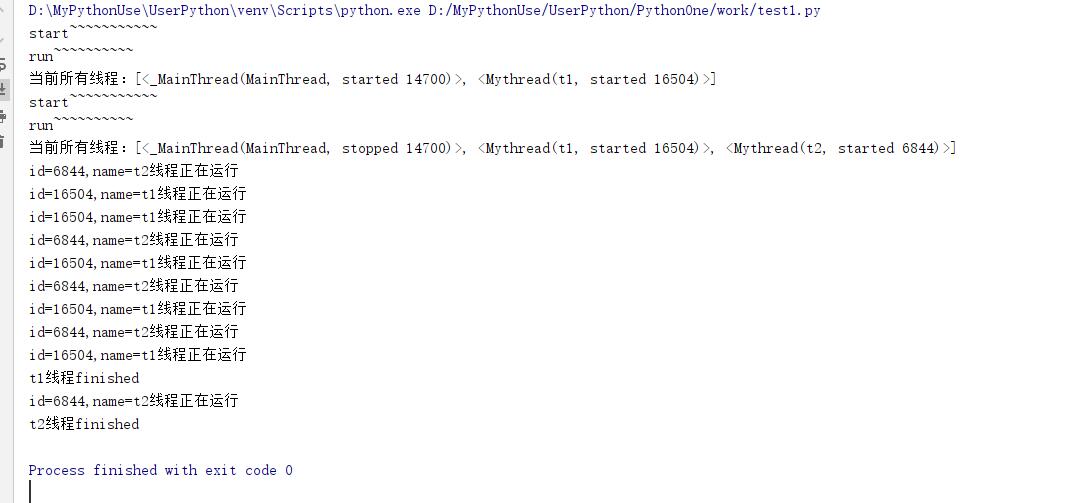 D:\MyPythonUse\UserPython\venv\Scripts\python.exe D:/MyPythonUse/UserPython/PythonOne/work/test1.py
start~~~~~~~~~~~
run~~~~~~~~~~
当前所有线程：[<_MainThread(MainThread, started 14700)>, <Mythread(t1, started 16504)>]
start~~~~~~~~~~~
run~~~~~~~~~~
当前所有线程：[<_MainThread(MainThread, stopped 14700)>, <Mythread(t1, started 16504)>, <Mythread(t2, started 6844)>]
id=6844,name=t2线程正在运行
id=16504,name=t1线程正在运行
id=16504,name=t1线程正在运行
id=6844,name=t2线程正在运行
id=16504,name=t1线程正在运行
id=6844,name=t2线程正在运行
id=16504,name=t1线程正在运行
id=6844,name=t2线程正在运行
id=16504,name=t1线程正在运行
t1线程finished
id=6844,name=t2线程正在运行
t2线程finished
Process finished with exit code 0